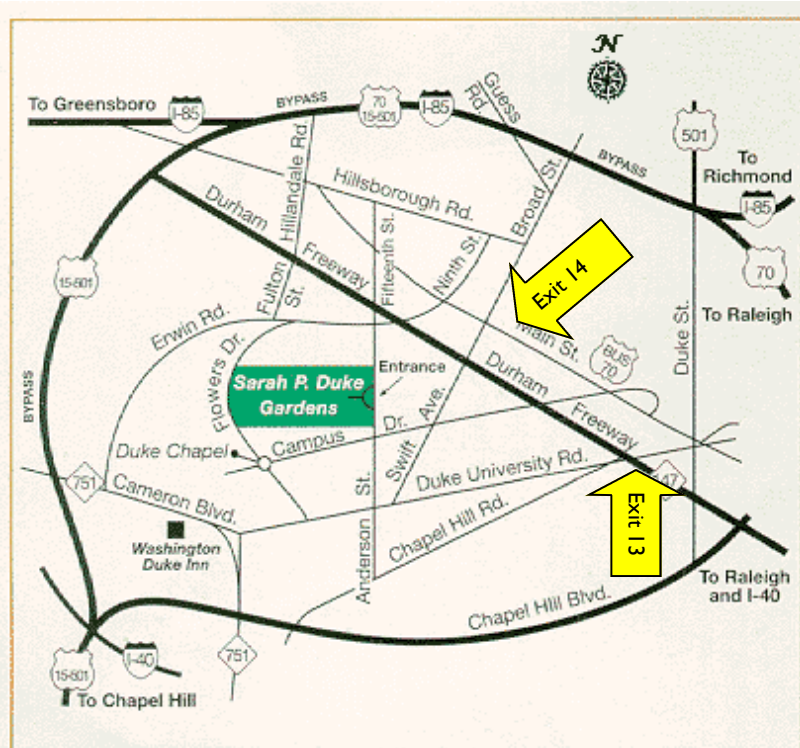 N
To Greensboro
I-85
BYPASS
70
15-501
I-85
Guess
Rd.
BYPASS
501
To
Richmond
I-85
70
To Raleigh
Hillandale Rd.
Hillsborough Rd.
Broad St.
Durham
Freeway
Fifteenth St.
Ninth St.
Fulton
St.
15-501
Exit 14
Erwin Rd.
Main St.
BUS
70
Duke St.
Flowers Dr.
Sarah P. Duke
Gardens
Entrance
Durham
Freeway
BYPASS
Duke Chapel
Campus
Dr.
Swift Ave.
Duke University Rd.
751
Cameron Blvd.
Washington
Duke Inn
Anderson St.
Chapel Hill Rd.
147
Exit 13
To Raleigh
and I-40
Chapel Hill Blvd.
751
I-40
15-501
To Chapel Hill